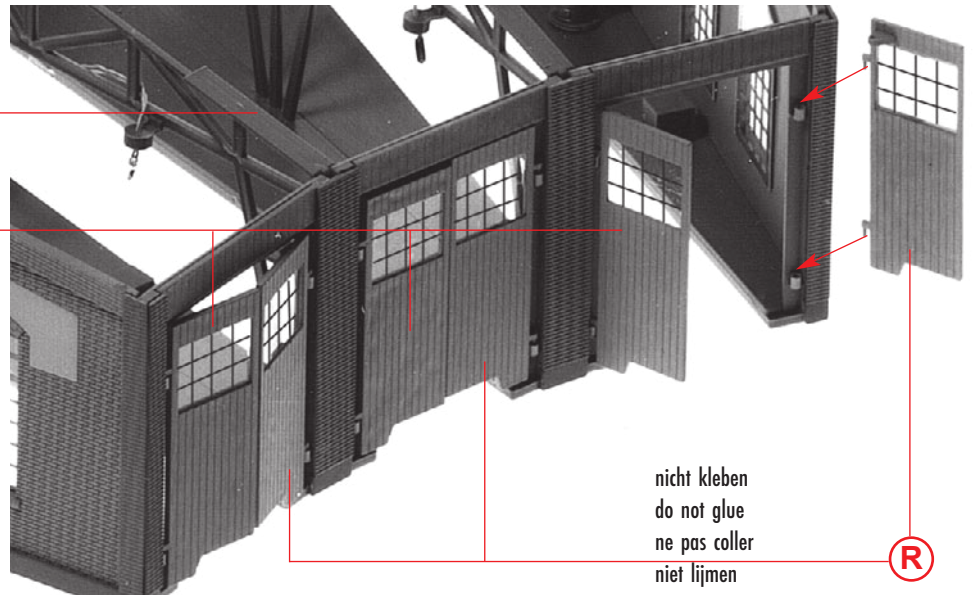 nicht kleben
do not glue
ne pas coller
niet lijmen
R